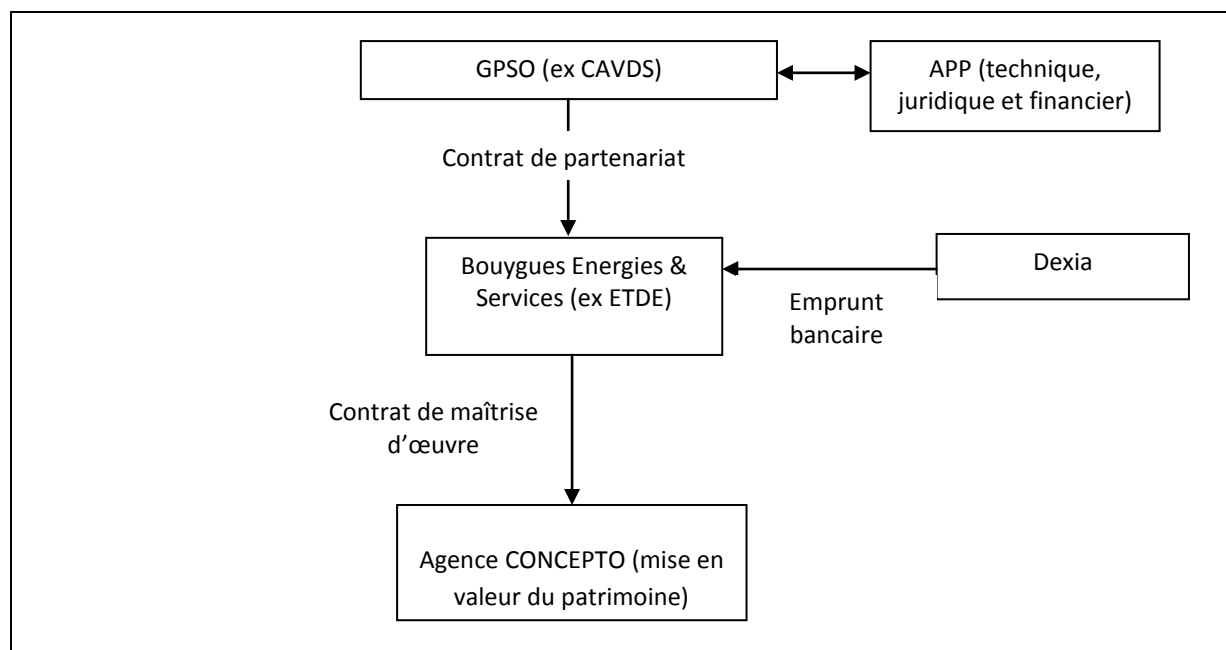 GPSO (ex CAVDS)
APP (technique,
juridique et financier)
Contrat de partenariat
Bouygues Energies &
Services (ex ETDE)
Dexia
Emprunt
bancaire
Contrat de maîtrise
d’œuvre
Agence CONCEPTO (mise en
valeur du patrimoine)